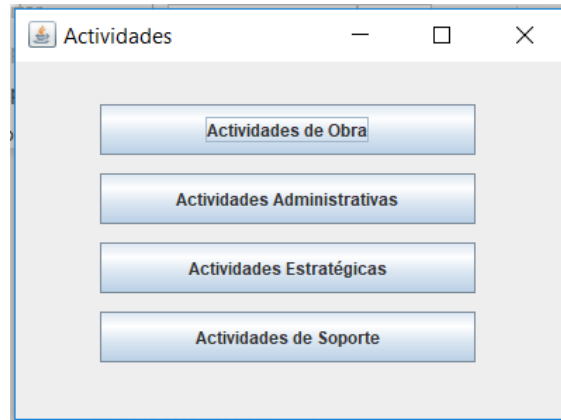 Actividades
Actividades de Obra
Actividades Administrativas
Actividades Estratégicas
Actividades de Soporte